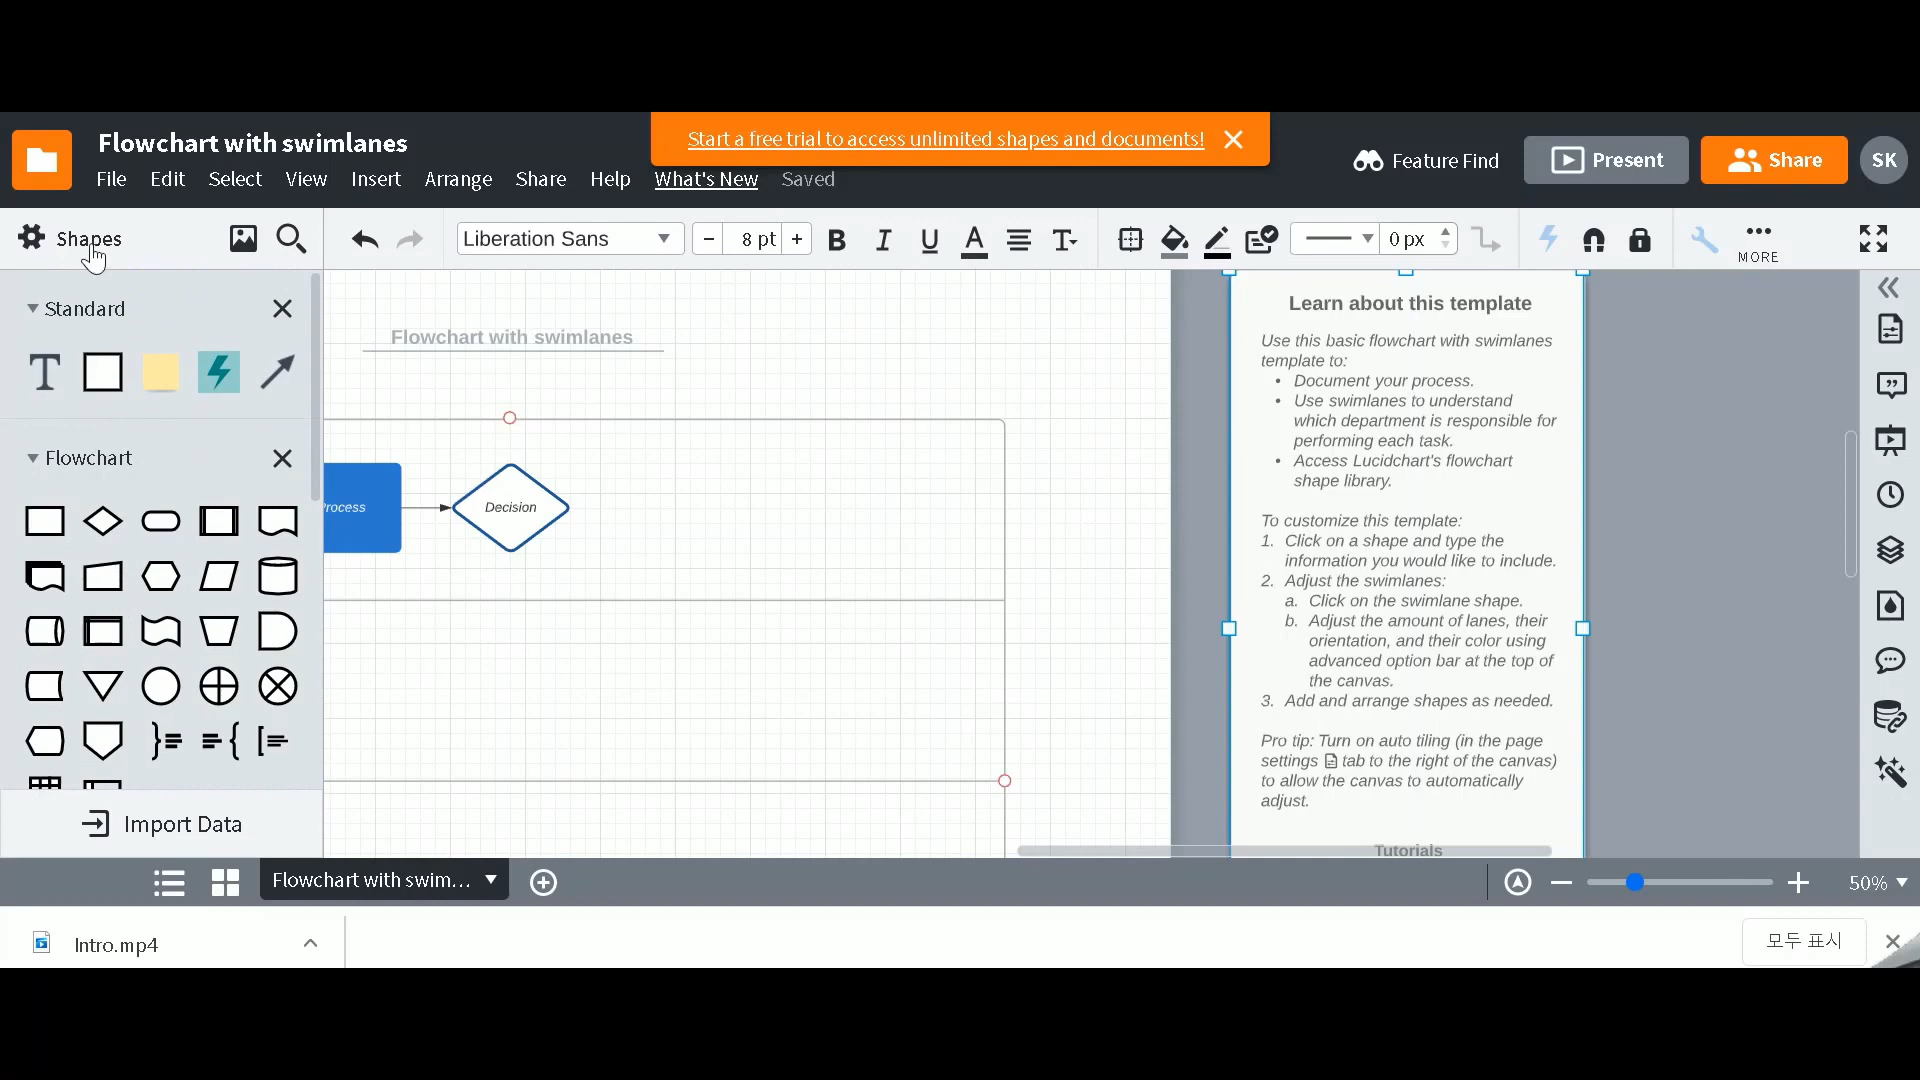 Flowchart with swimlanes
Start a free trial to access unlimited shapes and documents!
File Edit Select View Insert Arrange Share Help What's New Saved
Feature Find
Present
Share
SK
Shapes
Liberation Sans
8 pt
B I U A T
0 px
MORE
Standard
T
Flowchart
Import Data
Flowchart with swimlanes
Process
Decision
Learn about this template
Use this basic flowchart with swimlanes
template to:
• Document your process.
• Use swimlanes to understand
which department is responsible for
performing each task.
• Access Lucidchart's flowchart
shape library.
To customize this template:
1. Click on a shape and type the
information you would like to include.
2. Adjust the swimlanes:
a. Click on the swimlane shape.
b. Adjust the amount of lanes, their
orientation, and their color using
advanced option bar at the top of
the canvas.
3. Add and arrange shapes as needed.
Pro tip: Turn on auto tiling (in the page
settings tab to the right of the canvas)
to allow the canvas to automatically
adjust.
Tutorials
Flowchart with swim...
50%
Intro.mp4
모두 표시